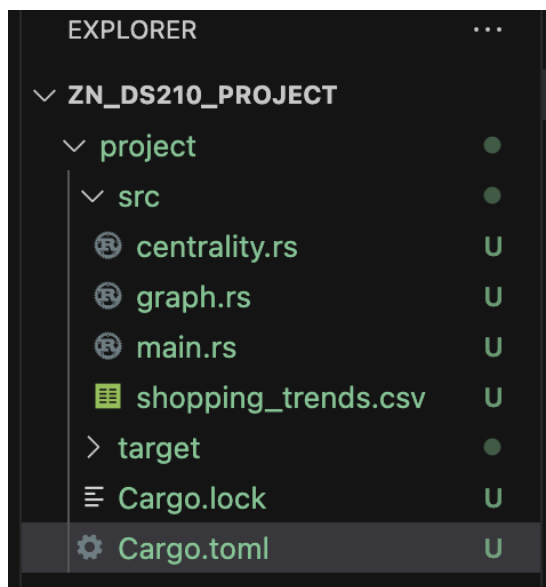 EXPLORER ...
ZN_DS210_PROJECT
project
src
centrality.rs U
graph.rs U
main.rs U
shopping_trends.csv U
target
Cargo.lock U
Cargo.toml U